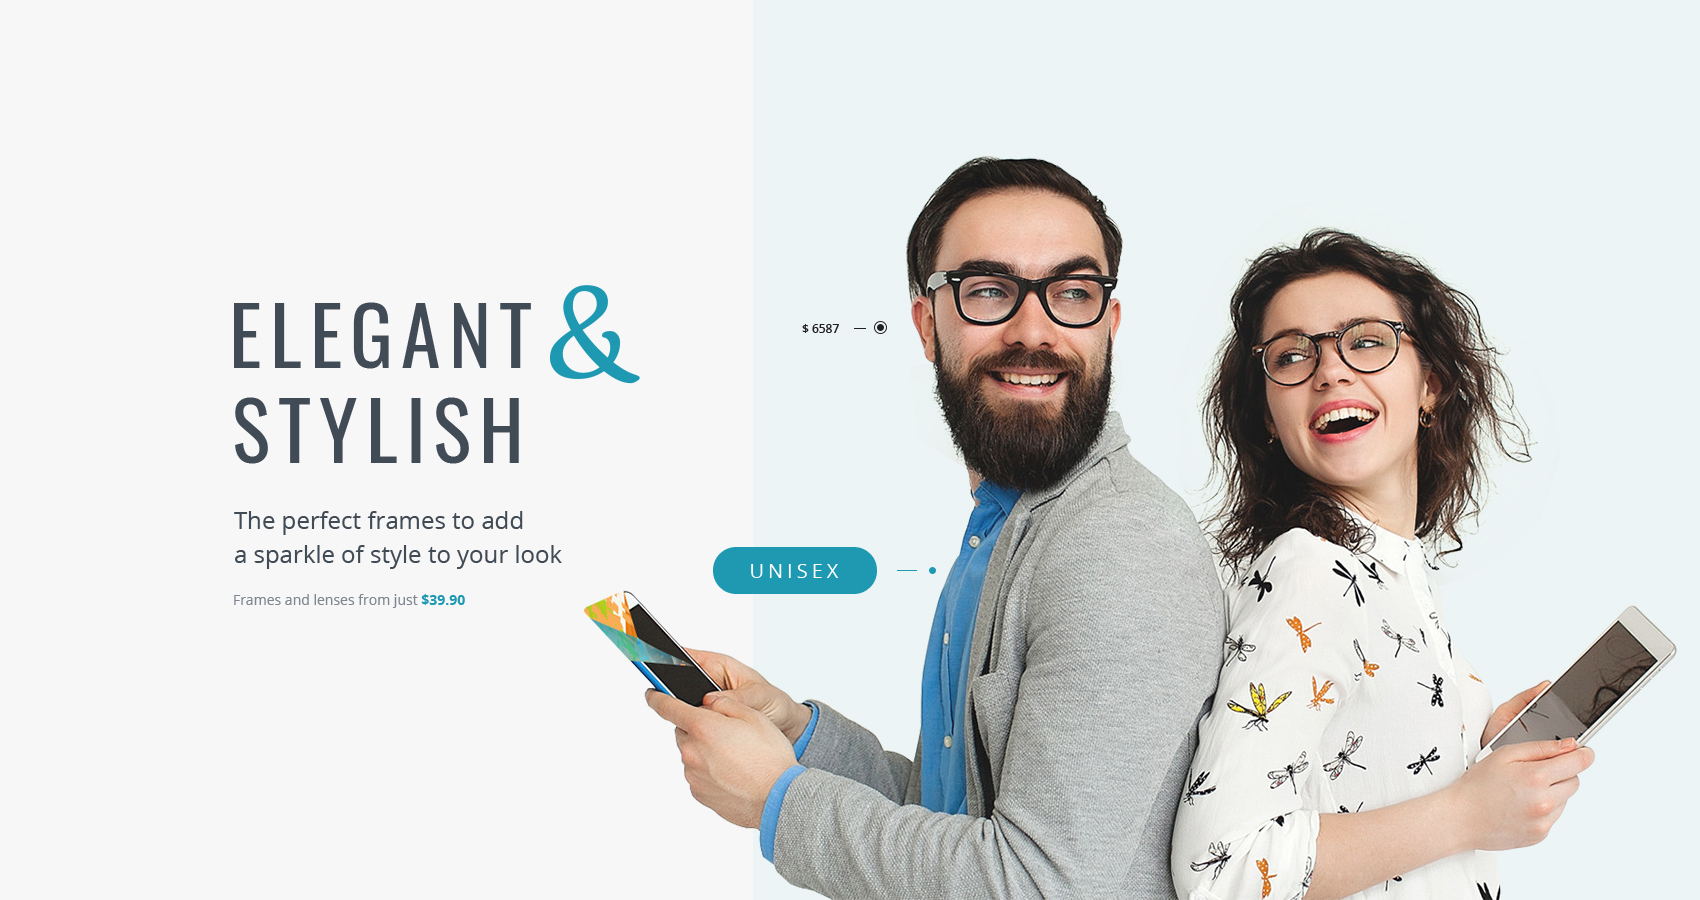 ELEGANT &
STYLISH
The perfect frames to add
a sparkle of style to your look
Frames and lenses from just $39.90
$ 6587
UNISEX